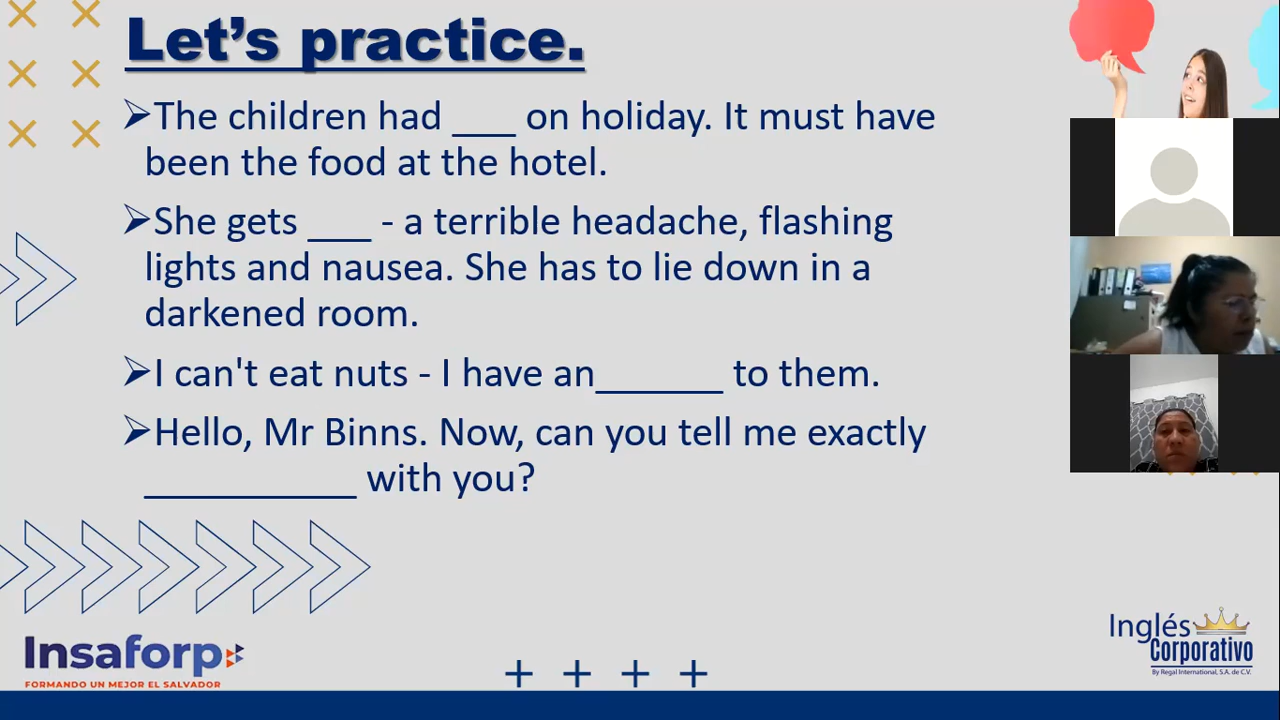 Let's practice.
The children had ___ on holiday. It must have
been the food at the hotel.
She gets ___ - a terrible headache, flashing
lights and nausea. She has to lie down in a
darkened room.
I can't eat nuts - I have an______ to them.
Hello, Mr Binns. Now, can you tell me exactly
__________ with you?
Insaforp
FORMANDO UN MEJOR EL SALVADOR
Inglés
Corporativo
By Regal International, S.A. de C.V.